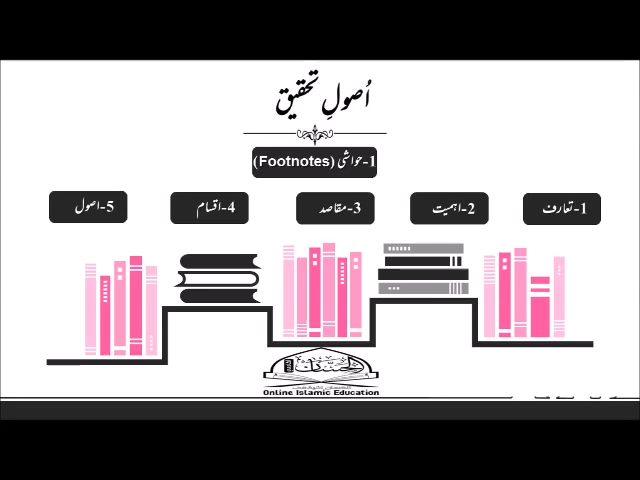 اُصولِ تحقیق
1-حواشی (Footnotes)
1-تعارف
2-اہمیت
3-مقاصد
4-اقسام
5-اصول
Online Islamic Education